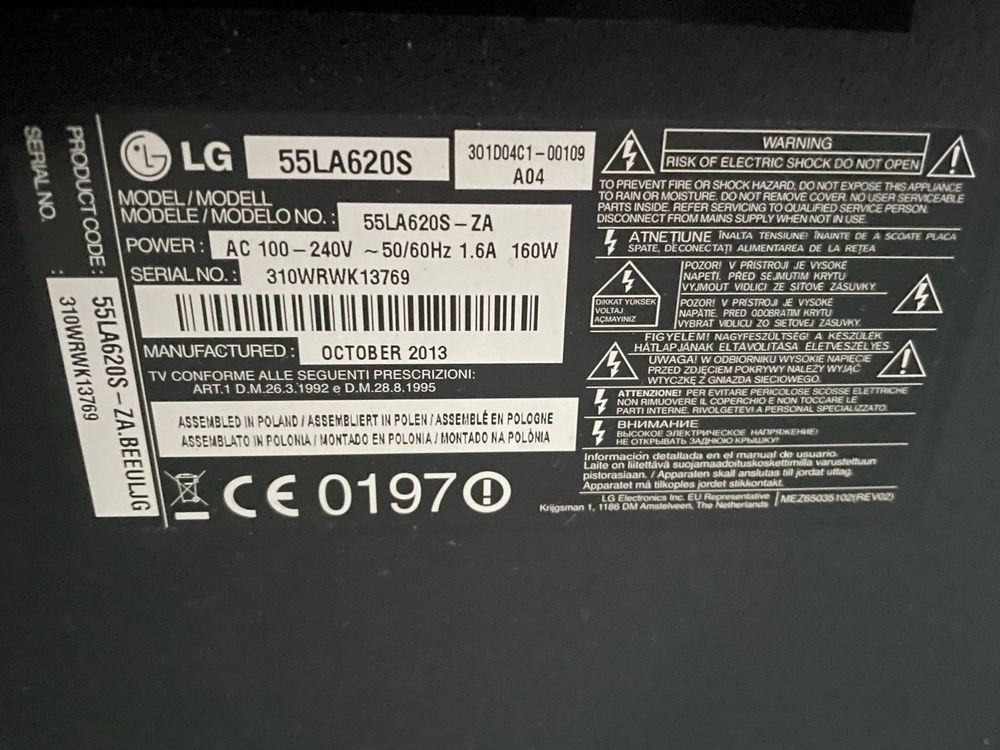 PRODUCT CODE :
SERIAL NO. :
55LA620S - ZA.BEEULJG
310WRWK13769
LG
55LA620S
301D04C1-00109
A04
MODEL / MODELL
MODELE / MODELO NO. : 55LA620S - ZA
POWER : AC 100 - 240V ~ 50/60Hz 1.6A 160W
SERIAL NO. : 310WRWK13769
MANUFACTURED : OCTOBER 2013
TV CONFORME ALLE SEGUENTI PRESCRIZIONI:
ART.1 D.M.26.3.1992 e D.M.28.8.1995
ASSEMBLED IN POLAND / ASSEMBLIERT IN POLEN / ASSEMBLÉ EN POLOGNE
ASSEMBLATO IN POLONIA / MONTADO EN POLONIA / MONTADO NA POLÓNIA
CE 0197
WARNING
RISK OF ELECTRIC SHOCK DO NOT OPEN
TO PREVENT FIRE OR SHOCK HAZARD, DO NOT EXPOSE THIS APPLIANCE
TO RAIN OR MOISTURE. DO NOT REMOVE COVER. NO USER SERVICEABLE
PARTS INSIDE. REFER SERVICING TO QUALIFIED SERVICE PERSON.
DISCONNECT FROM MAINS SUPPLY WHEN NOT IN USE.
ATNEȚIUNE ÎNALTA TENSIUNE! ÎNAINTE DE A SCOATE PLACA
SPATE, DECONECTAȚI ALIMENTAREA DE LA REȚEA
DIKKAT YÜKSEK
VOLTAJ
AÇMAYINIZ
POZOR! V PŘÍSTROJI JE VYSOKÉ
NAPĚTÍ. PŘED SEJMUTÍM KRYTU
VYJMOUT VIDLICI ZE SÍŤOVÉ ZÁSUVKY.
POZOR! V PRÍSTROJI JE VYSOKÉ
NAPÄTIE. PRED ODOBRATÍM KRYTU
VYBRAT VIDLICU ZO SIEŤOVEJ ZÁSUVKY.
FIGYELEM! NAGYFESZÜLTSÉG! A KÉSZÜLÉK
HÁTLAPJÁNAK ELTÁVOLÍTÁSA ÉLETVESZÉLYES
UWAGA! W ODBIORNIKU WYSOKIE NAPIĘCIE
PRZED ZDJĘCIEM POKRYWY NALEŻY WYJĄĆ
WTYCZKĘ Z GNIAZDA SIECIOWEGO.
ATTENZIONE! PER EVITARE PERICOLOSE SCOSSE ELETTRICHE
NON RIMUOVERE IL COPERCHIO E NON TOCCARE LE
PARTI INTERNE. RIVOLGETEVI A PERSONAL SPECIALIZZATO.
ВНИМАНИЕ
ВЫСОКОЕ ЭЛЕКТРИЧЕСКОЕ НАПРЯЖЕНИЕ!
НЕ ОТКРЫВАТЬ ЗАДНЮЮ КРЫШКУ!
Información detallada en el manual de usuario.
Laite on liitettävä suojamaadoituskoskettimilla varustettuun
pistorasiaan. / Apparaten skall anslutas till jordat uttag.
Apparatet må tilkoples jordet stikkontakt.
LG Electronics Inc. EU Representative
Krijgsman 1, 1186 DM Amstelveen, The Netherlands
MEZ65035102(REV02)